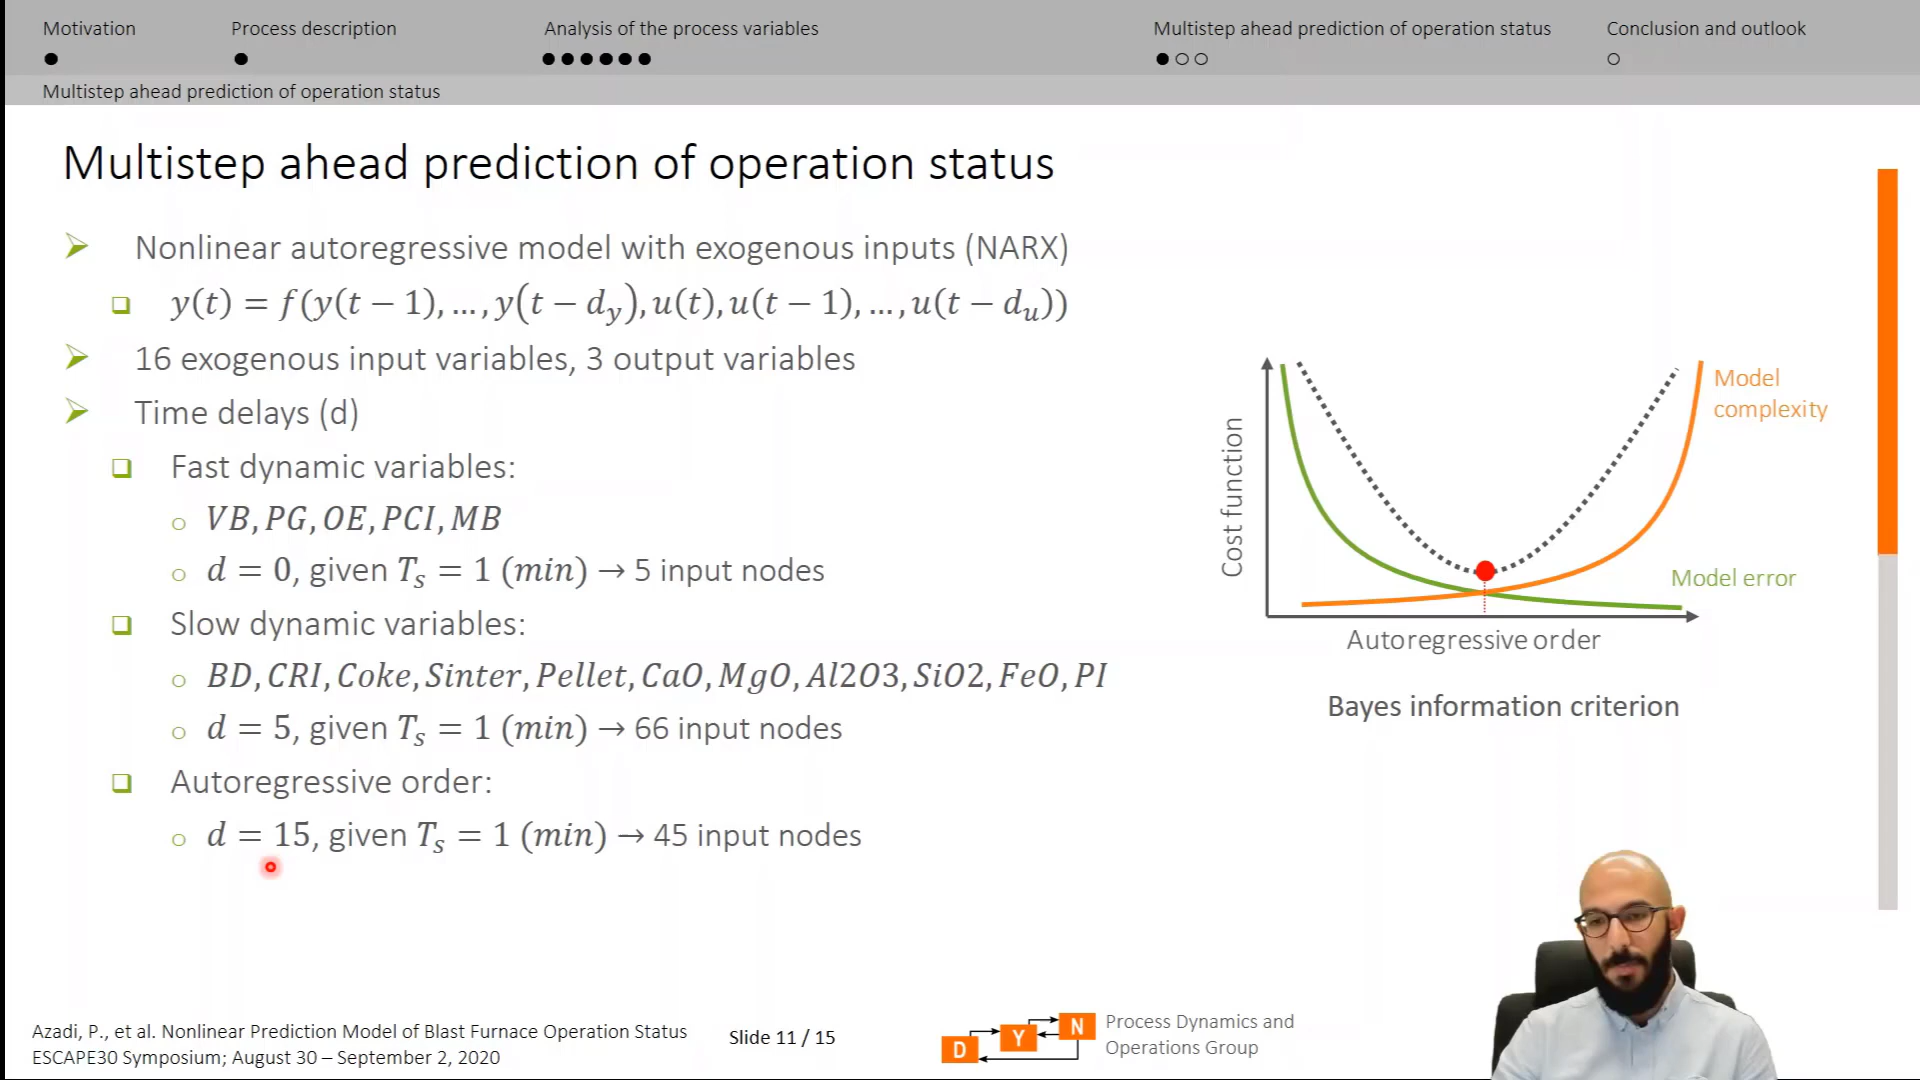 Motivation
Process description
Analysis of the process variables
Multistep ahead prediction of operation status
Conclusion and outlook
Multistep ahead prediction of operation status
Multistep ahead prediction of operation status
Nonlinear autoregressive model with exogenous inputs (NARX)
y(t) = f(y(t − 1), … , y(t − d_y), u(t), u(t − 1), … , u(t − d_u))
16 exogenous input variables, 3 output variables
Time delays (d)
Fast dynamic variables:
VB, PG, OE, PCI, MB
d = 0, given T_s = 1 (min) → 5 input nodes
Slow dynamic variables:
BD, CRI, Coke, Sinter, Pellet, CaO, MgO, Al2O3, SiO2, FeO, PI
d = 5, given T_s = 1 (min) → 66 input nodes
Autoregressive order:
d = 15, given T_s = 1 (min) → 45 input nodes
Cost function
Model
complexity
Model error
Autoregressive order
Bayes information criterion
Azadi, P., et al. Nonlinear Prediction Model of Blast Furnace Operation Status
ESCAPE30 Symposium; August 30 – September 2, 2020
Slide 11 / 15
D Y N
Process Dynamics and
Operations Group